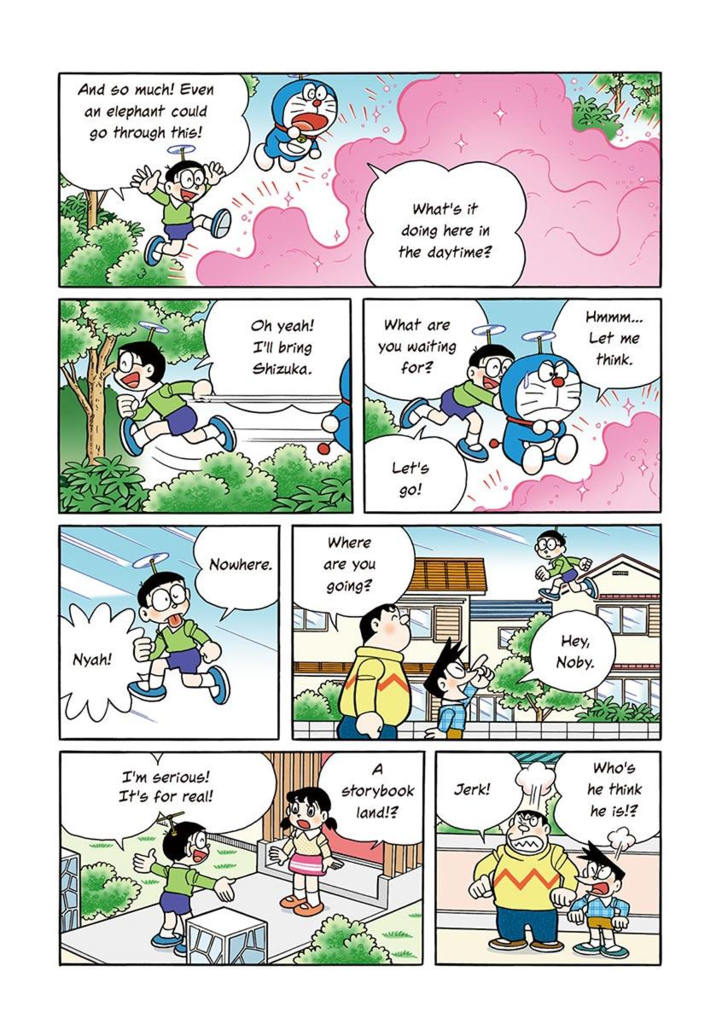 What's it
doing here in
the daytime?
And so much! Even
an elephant could
go through this!
Hmmm...
Let me
think.
What are
you waiting
for?
Let's
go!
Oh yeah!
I'll bring
Shizuka.
Hey,
Noby.
Where
are you
going?
Nowhere.
Nyah!
Who's
he think
he is!?
Jerk!
A
storybook
land!?
I'm serious!
It's for real!